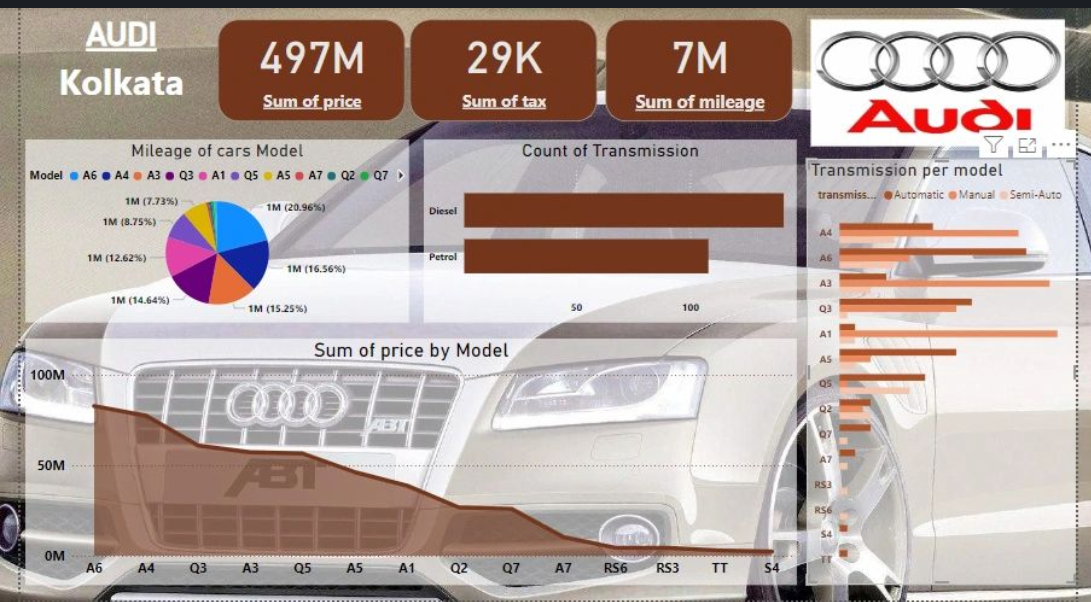 AUDI
Kolkata
497M
Sum of price
29K
Sum of tax
7M
Sum of mileage
Audi
Mileage of cars Model
Model A6 A4 A3 Q3 A1 Q5 A5 A7 Q2 Q7
1M (7.73%)
1M (20.96%)
1M (8.75%)
1M (12.62%)
1M (16.56%)
1M (14.64%)
1M (15.25%)
Count of Transmission
Diesel
Petrol
50
100
Transmission per model
transmiss... Automatic Manual Semi-Auto
A4
A6
A3
Q3
A1
A5
Q5
Q2
Q7
A7
RS3
RS6
S4
TT
Sum of price by Model
100M
50M
0M
A6 A4 Q3 A3 Q5 A5 A1 Q2 Q7 A7 RS6 RS3 TT S4
ABT
ABT